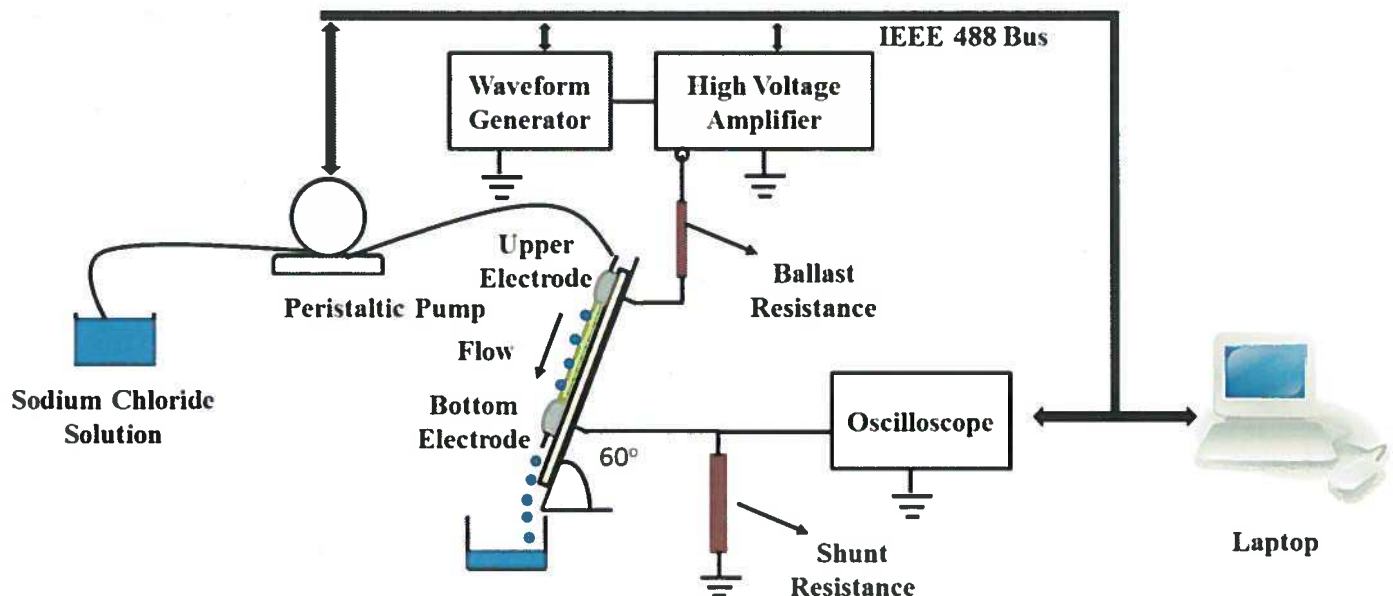 IEEE 488 Bus
Waveform
Generator
High Voltage
Amplifier
Upper
Electrode
Ballast
Resistance
Peristaltic Pump
Flow
Sodium Chloride
Solution
Bottom
Electrode
60°
Oscilloscope
Shunt
Resistance
Laptop